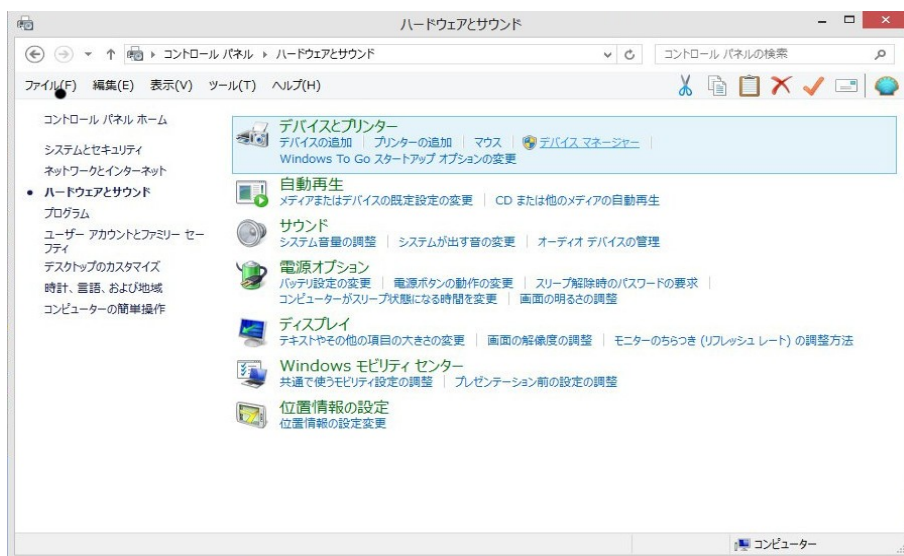 ハードウェアとサウンド
コントロール パネル ハードウェアとサウンド
コントロール パネルの検索
ファイル(F) 編集(E) 表示(V) ツール(T) ヘルプ(H)
コントロール パネル ホーム
システムとセキュリティ
ネットワークとインターネット
ハードウェアとサウンド
プログラム
ユーザー アカウントとファミリー セー
フティ
デスクトップのカスタマイズ
時計、言語、および地域
コンピューターの簡単操作
デバイスとプリンター
デバイスの追加 プリンターの追加 マウス デバイス マネージャー
Windows To Go スタートアップ オプションの変更
自動再生
メディアまたはデバイスの既定設定の変更 CD または他のメディアの自動再生
サウンド
システム音量の調整 システムが出す音の変更 オーディオ デバイスの管理
電源オプション
バッテリ設定の変更 電源ボタンの動作の変更 スリープ解除時のパスワードの要求
コンピューターがスリープ状態になる時間を変更 画面の明るさの調整
ディスプレイ
テキストやその他の項目の大きさの変更 画面の解像度の調整 モニターのちらつき (リフレッシュ レート) の調整方法
Windows モビリティ センター
共通で使うモビリティ設定の調整 プレゼンテーション前の設定の調整
位置情報の設定
位置情報の設定変更
コンピューター